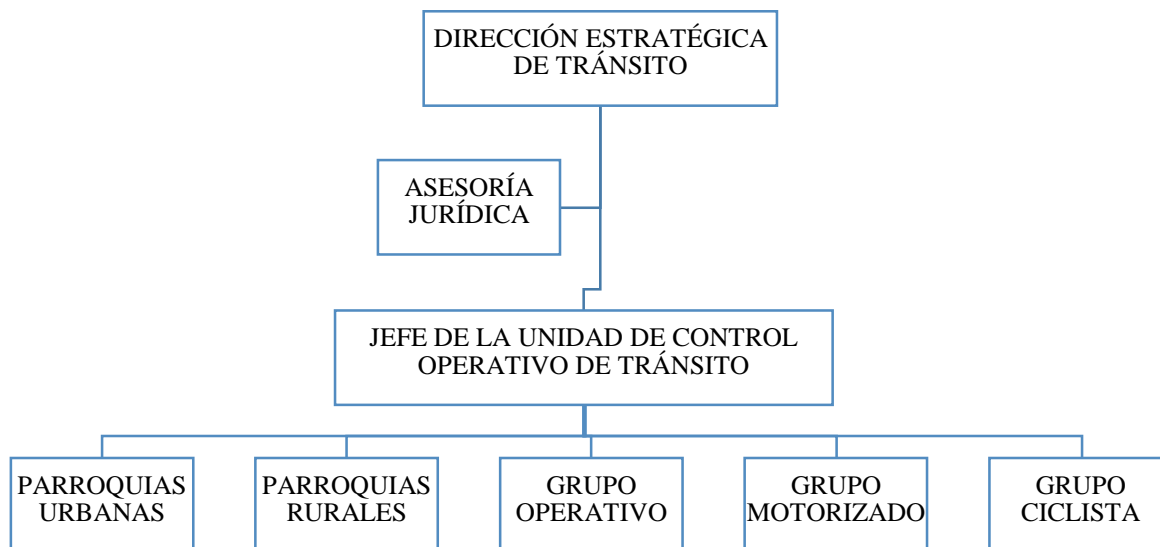 DIRECCIÓN ESTRATÉGICA
DE TRÁNSITO
ASESORÍA
JURÍDICA
JEFE DE LA UNIDAD DE CONTROL
OPERATIVO DE TRÁNSITO
PARROQUIAS
URBANAS
PARROQUIAS
RURALES
GRUPO
OPERATIVO
GRUPO
MOTORIZADO
GRUPO
CICLISTA